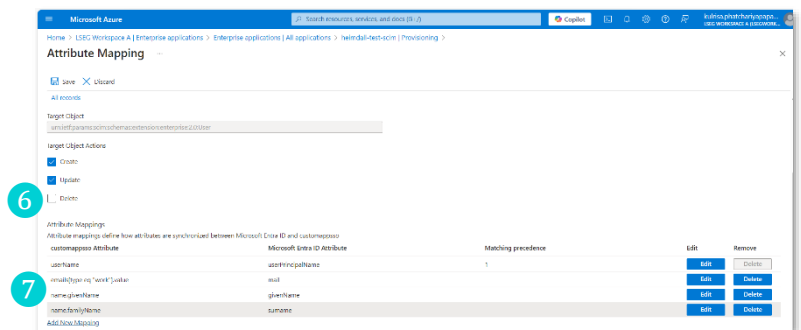 Microsoft Azure
Search resources, services, and docs (G+/)
Copilot
LSEG WORKSPACE A
Home > LSEG Workspace A | Enterprise applications > Enterprise applications | All applications > heimdall-test-scim | Provisioning >
Attribute Mapping
Save Discard
All records
Target Object
urn:ietf:params:scim:schemas:extension:enterprise:2.0:User
Target Object Actions
Create
Update
6
Delete
Attribute Mappings
Attribute mappings define how attributes are synchronized between Microsoft Entra ID and customappsso
customappsso Attribute Microsoft Entra ID Attribute Matching precedence Edit Remove
userName userPrincipalName 1 Edit Delete
emails[type eq "work"].value mail Edit Delete
7
name.givenName givenName Edit Delete
name.familyName surname Edit Delete
Add New Mapping